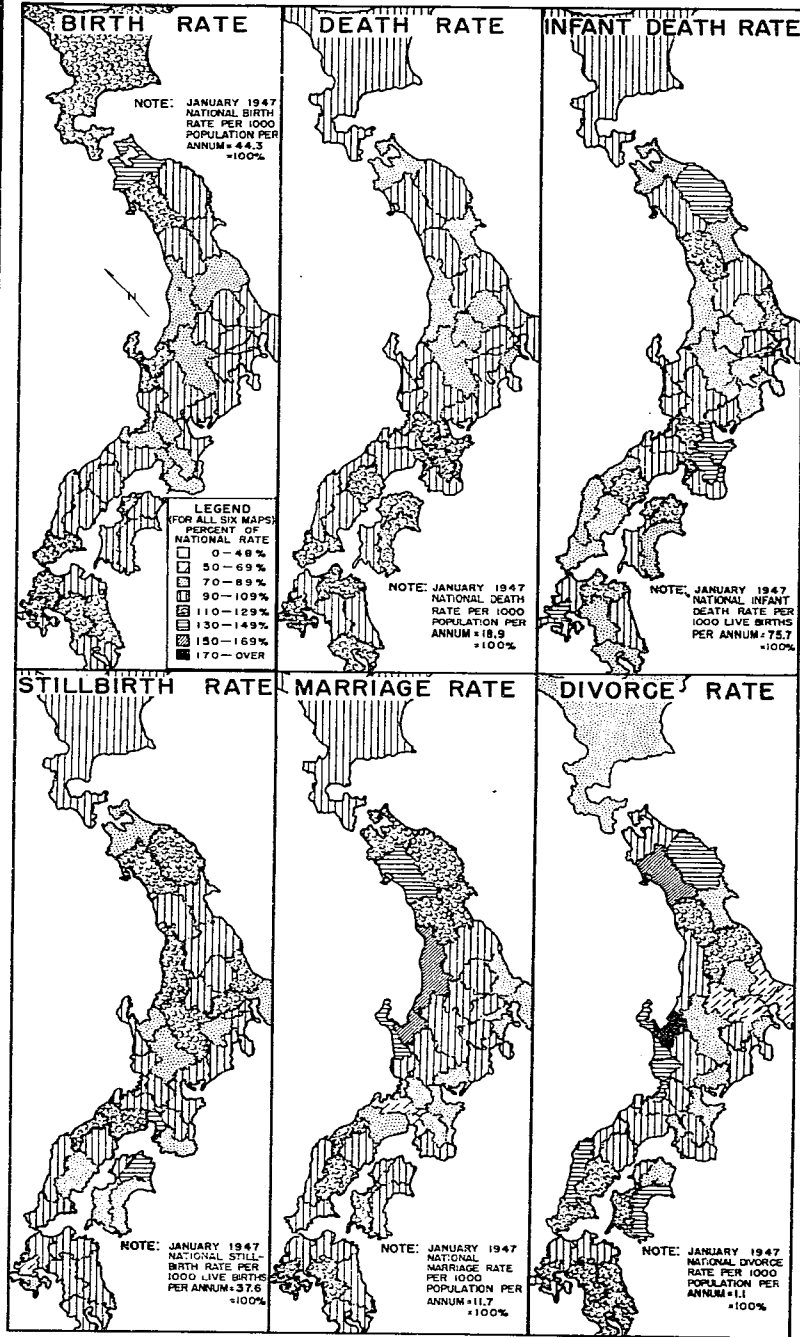 BIRTH RATE
NOTE: JANUARY 1947
NATIONAL BIRTH
RATE PER 1000
POPULATION PER
ANNUM = 44.3
=100%
N
LEGEND
(FOR ALL SIX MAPS)
PERCENT OF
NATIONAL RATE
0-48%
50-69%
70-89%
90-109%
110-129%
130-149%
150-169%
170-OVER
DEATH RATE
NOTE: JANUARY 1947
NATIONAL DEATH
RATE PER 1000
POPULATION PER
ANNUM = 18.9
=100%
INFANT DEATH RATE
NOTE: JANUARY 1947
NATIONAL INFANT
DEATH RATE PER
1000 LIVE BIRTHS
PER ANNUM = 75.7
=100%
STILLBIRTH RATE
NOTE: JANUARY 1947
NATIONAL STILL-
BIRTH RATE PER
1000 LIVE BIRTHS
PER ANNUM = 37.6
=100%
MARRIAGE RATE
NOTE: JANUARY 1947
NATIONAL
MARRIAGE RATE
PER 1000
POPULATION PER
ANNUM = 11.7
=100%
DIVORCE RATE
NOTE: JANUARY 1947
NATIONAL DIVORCE
RATE PER 1000
POPULATION PER
ANNUM = 1.1
=100%